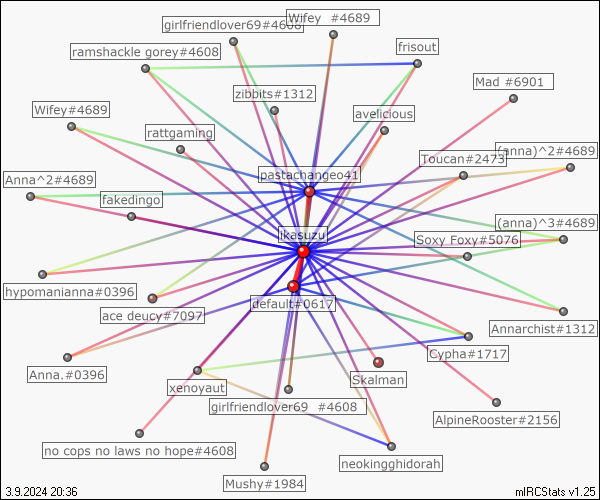 Wifey  #4689
girlfriendlover69#4608
ramshackle gorey#4608
frisout
Mad #6901
zibbits#1312
Wifey#4689
avelicious
rattgaming
(anna)^2#4689
Toucan#2473
pastachangeo41
Anna^2#4689
fakedingo
(anna)^3#4689
ikasuzu
Soxy Foxy#5076
hypomanianna#0396
default#0617
ace deucy#7097
Annarchist#1312
Cypha#1717
Anna.#0396
Skalman
xenoyaut
girlfriendlover69  #4608
AlpineRooster#2156
no cops no laws no hope#4608
neokingghidorah
Mushy#1984
3.9.2024 20:36
mIRCStats v1.25